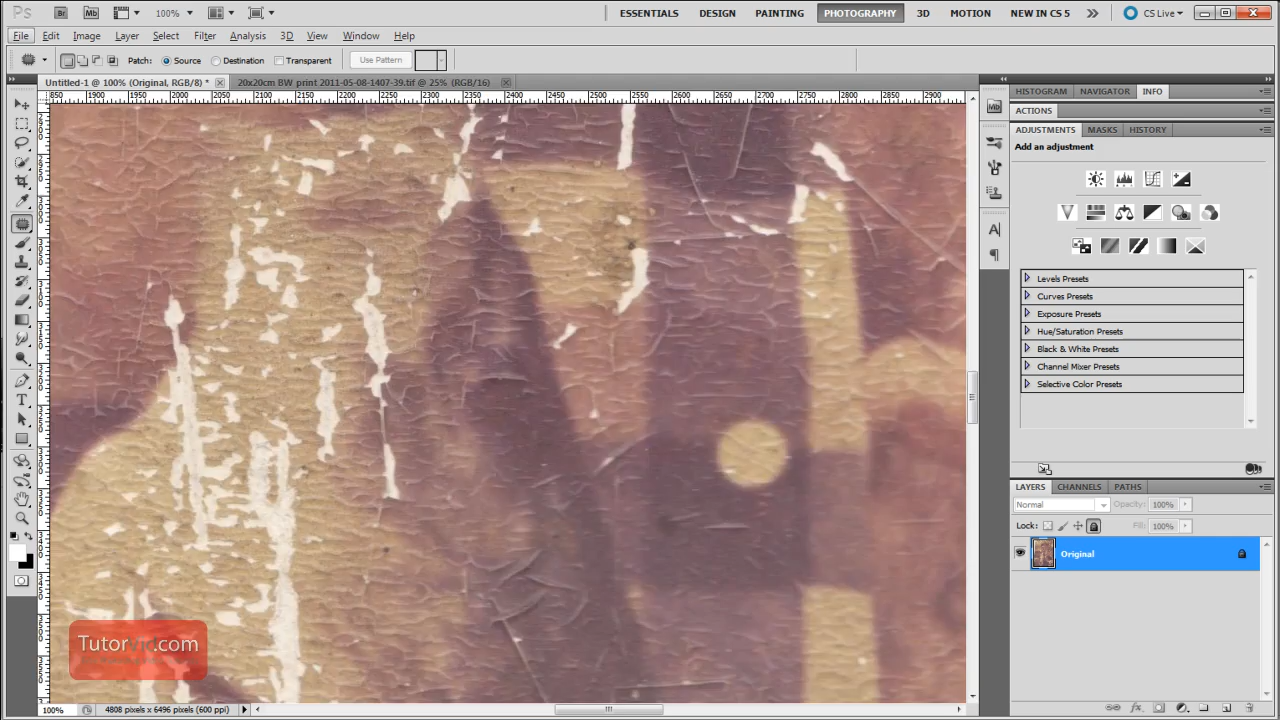 Ps Br Mb 100% ESSENTIALS DESIGN PAINTING PHOTOGRAPHY 3D MOTION NEW IN CS 5 CS Live
File Edit Image Layer Select Filter Analysis 3D View Window Help
Patch: Source Destination Transparent Use Pattern
Untitled-1 @ 100% (Original, RGB/8) * 20x20cm BW print 2011-05-08-1407-39.tif @ 25% (RGB/16)
850 1900 1950 2000 2050 2100 2150 2200 2250 2300 2350 2400 2450 2500 2550 2600 2650 2700 2750 2800 2850 2900
HISTOGRAM NAVIGATOR INFO
ACTIONS
ADJUSTMENTS MASKS HISTORY
Add an adjustment
Levels Presets
Curves Presets
Exposure Presets
Hue/Saturation Presets
Black & White Presets
Channel Mixer Presets
Selective Color Presets
LAYERS CHANNELS PATHS
Normal Opacity: 100%
Lock: Fill: 100%
Original
TutorVid.com
100% 4808 pixels x 6496 pixels (600 ppi)